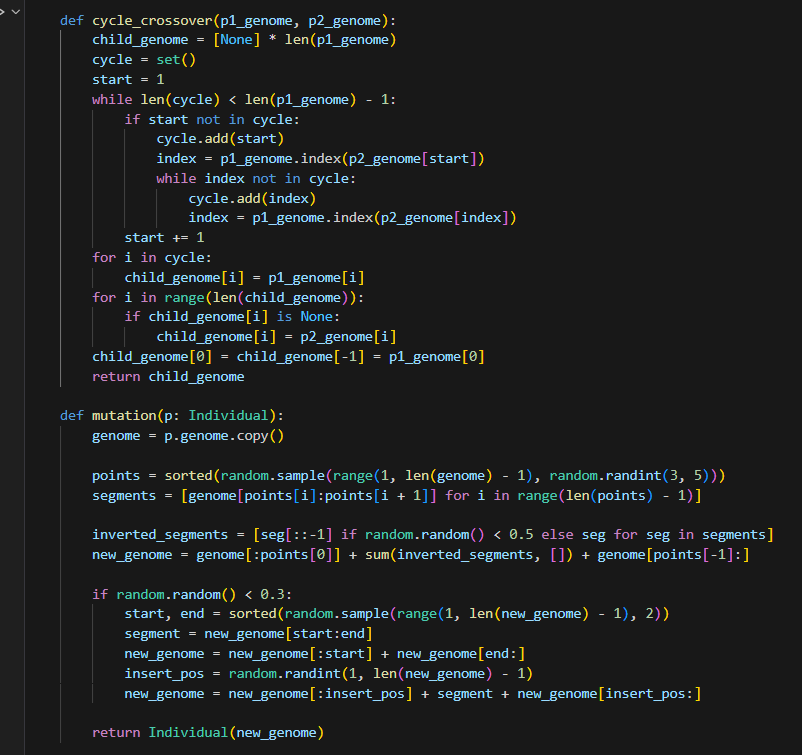 def cycle_crossover(p1_genome, p2_genome):
    child_genome = [None] * len(p1_genome)
    cycle = set()
    start = 1
    while len(cycle) < len(p1_genome) - 1:
        if start not in cycle:
            cycle.add(start)
            index = p1_genome.index(p2_genome[start])
            while index not in cycle:
                cycle.add(index)
                index = p1_genome.index(p2_genome[index])
        start += 1
    for i in cycle:
        child_genome[i] = p1_genome[i]
    for i in range(len(child_genome)):
        if child_genome[i] is None:
            child_genome[i] = p2_genome[i]
    child_genome[0] = child_genome[-1] = p1_genome[0]
    return child_genome

def mutation(p: Individual):
    genome = p.genome.copy()

    points = sorted(random.sample(range(1, len(genome) - 1), random.randint(3, 5)))
    segments = [genome[points[i]:points[i + 1]] for i in range(len(points) - 1)]

    inverted_segments = [seg[::-1] if random.random() < 0.5 else seg for seg in segments]
    new_genome = genome[:points[0]] + sum(inverted_segments, []) + genome[points[-1]:]

    if random.random() < 0.3:
        start, end = sorted(random.sample(range(1, len(new_genome) - 1), 2))
        segment = new_genome[start:end]
        new_genome = new_genome[:start] + new_genome[end:]
        insert_pos = random.randint(1, len(new_genome) - 1)
        new_genome = new_genome[:insert_pos] + segment + new_genome[insert_pos:]

    return Individual(new_genome)